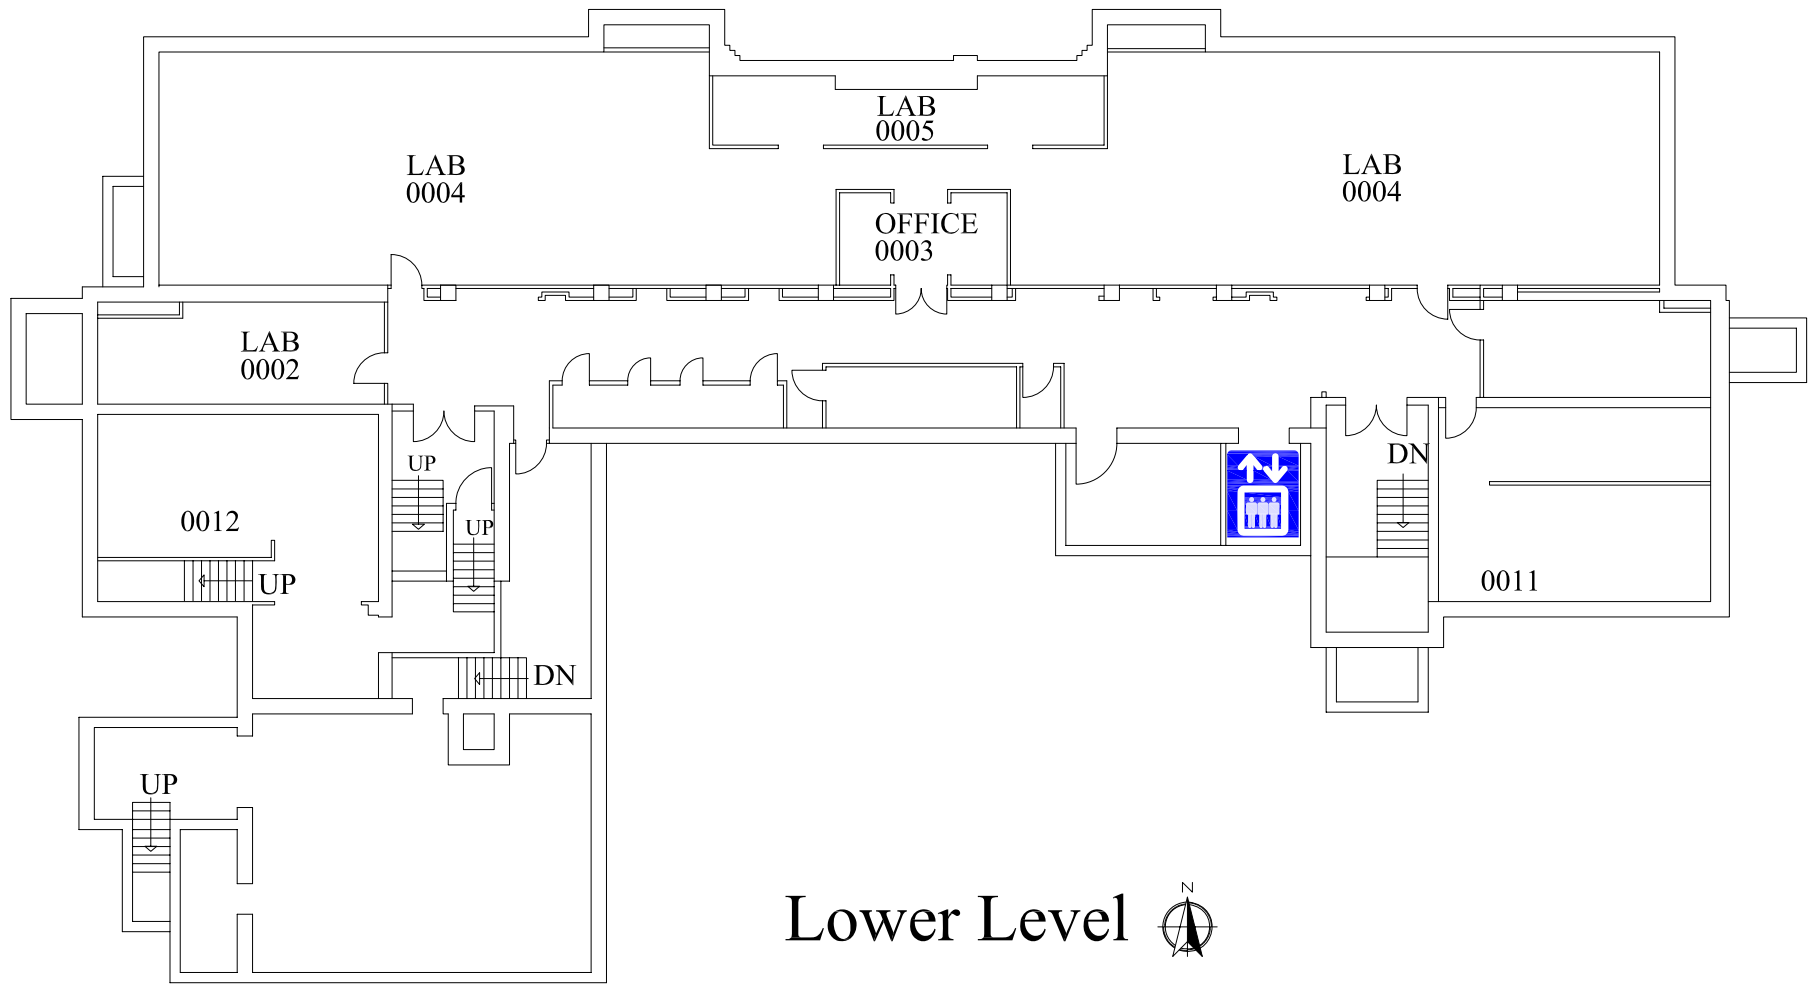 LAB
0005
LAB
0004
LAB
0004
OFFICE
0003
LAB
0002
UP
DN
0012
UP
UP
0011
DN
UP
Lower Level
N